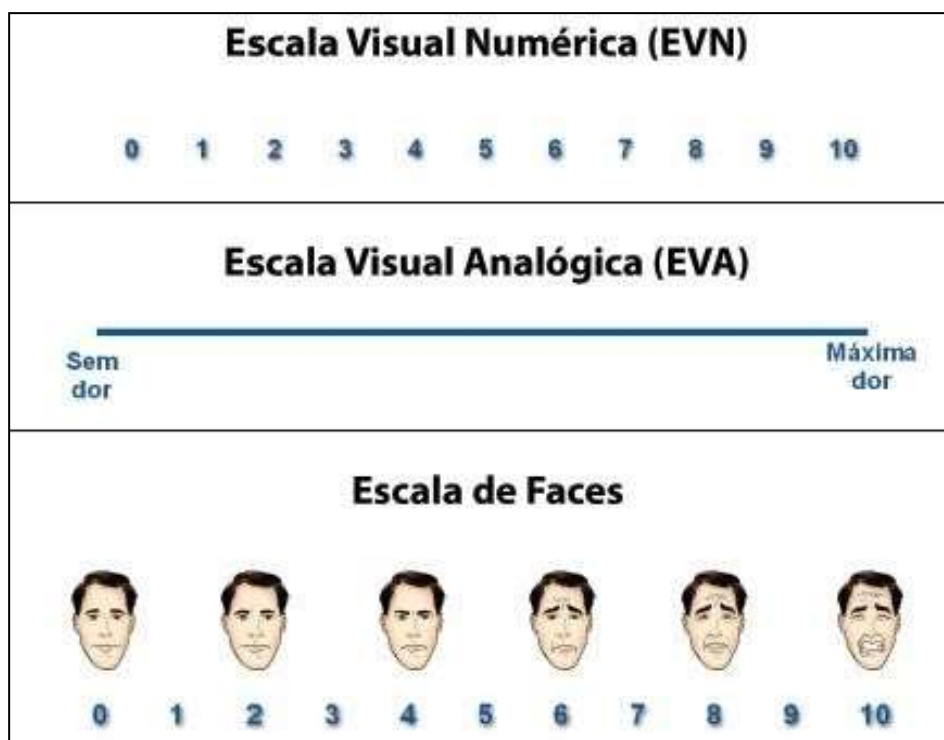 Escala Visual Numérica (EVN)
0 1 2 3 4 5 6 7 8 9 10
Escala Visual Analógica (EVA)
Sem dor
Máxima dor
Escala de Faces
0 1 2 3 4 5 6 7 8 9 10